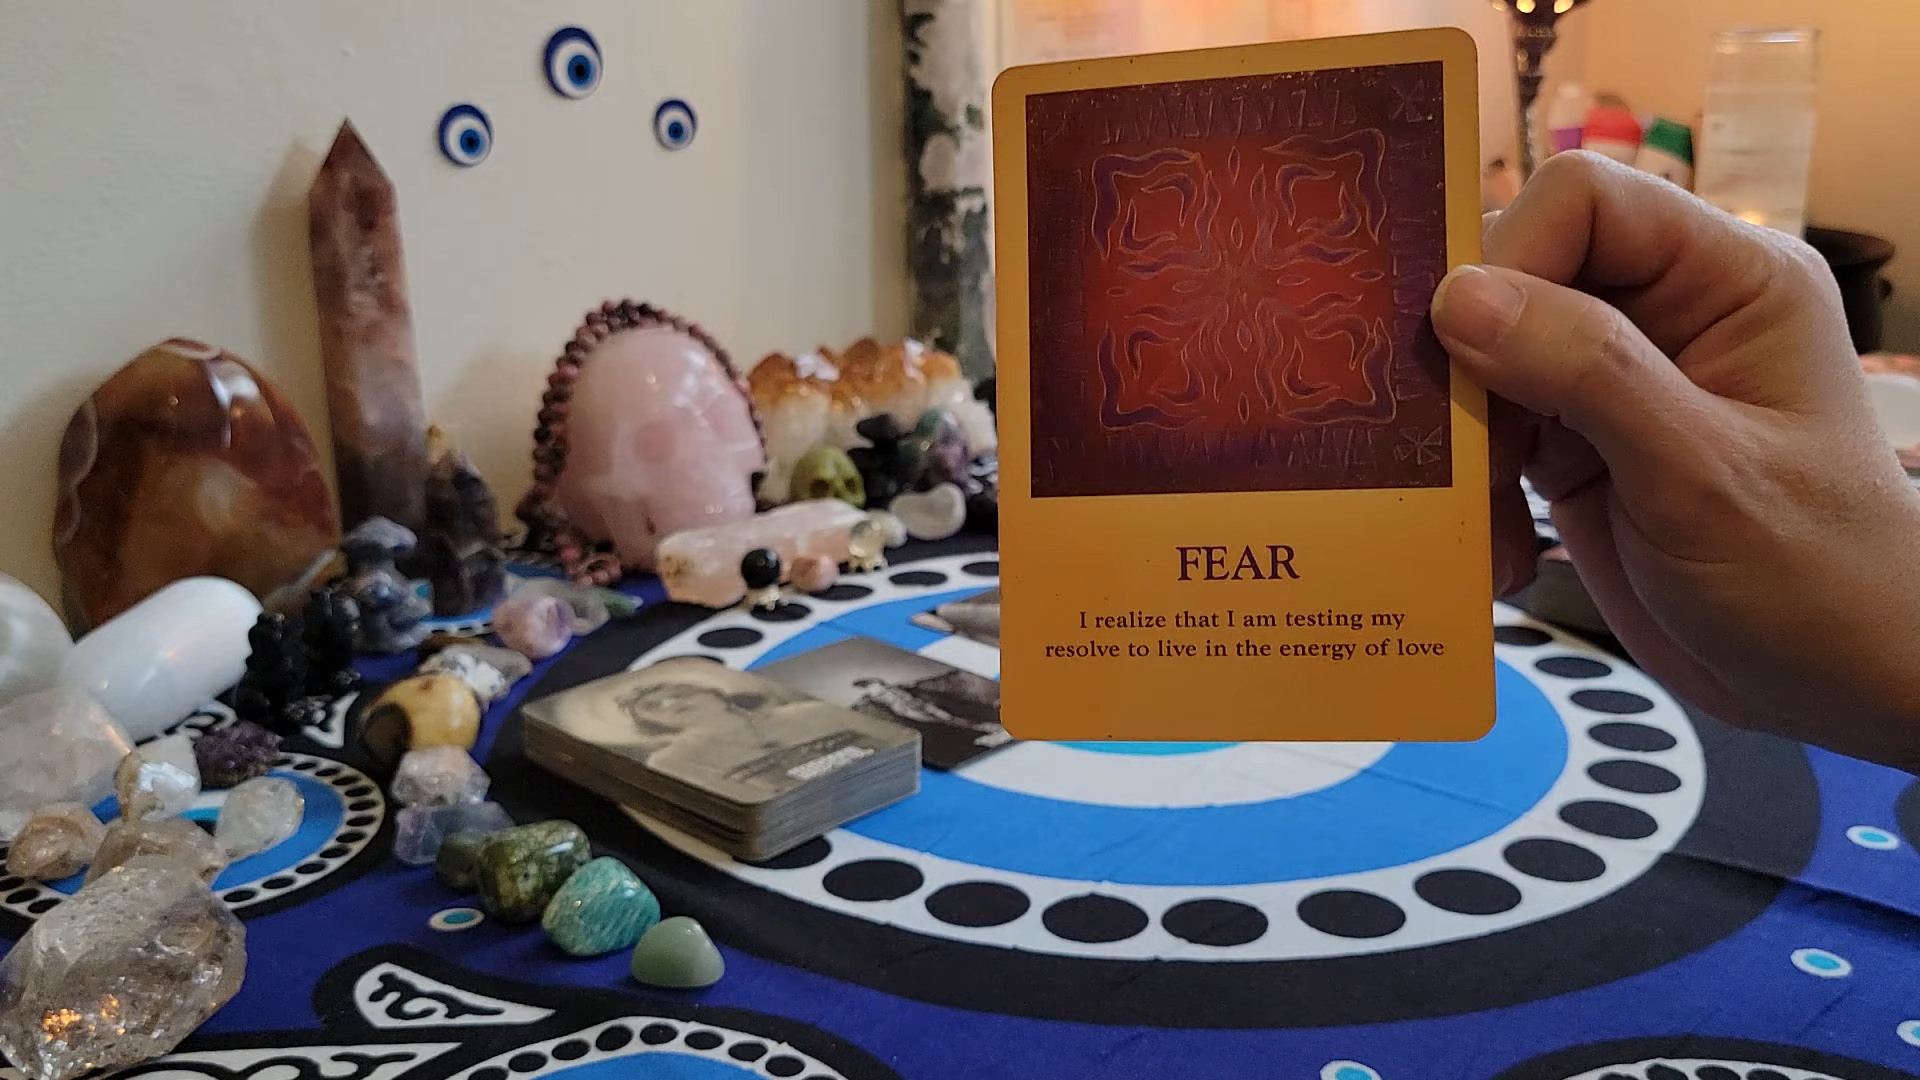 FEAR
I realize that I am testing my
resolve to live in the energy of love